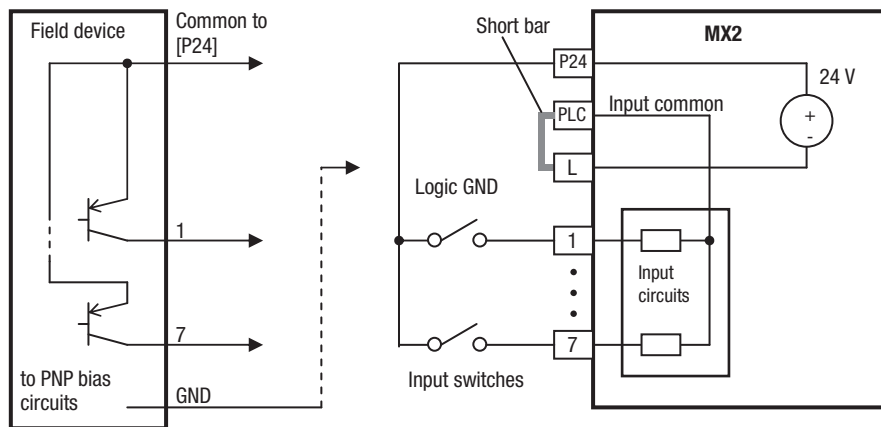 Field device
Common to
[P24]
1
7
to PNP bias
circuits
GND
Short bar
MX2
P24
24 V
PLC
Input common
+
-
L
Logic GND
1
Input
circuits
7
Input switches